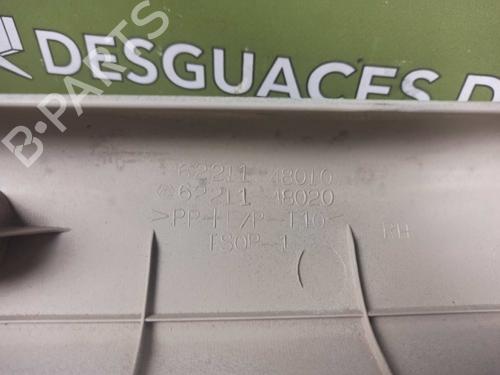 DESGUACES D
B-PARTS
62211-48010
62211-48020
>PP+E/P-T10<
TSOP-1
RH